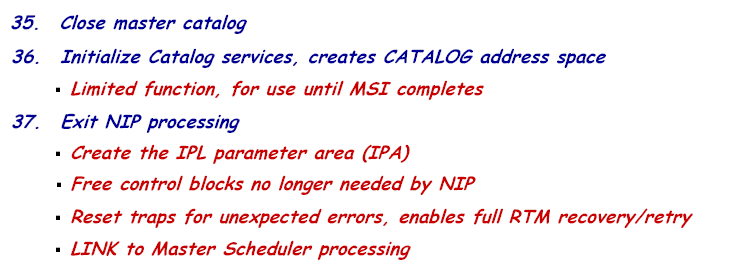 35. Close master catalog
36. Initialize Catalog services, creates CATALOG address space
▪ Limited function, for use until MSI completes
37. Exit NIP processing
▪ Create the IPL parameter area (IPA)
▪ Free control blocks no longer needed by NIP
▪ Reset traps for unexpected errors, enables full RTM recovery/retry
▪ LINK to Master Scheduler processing